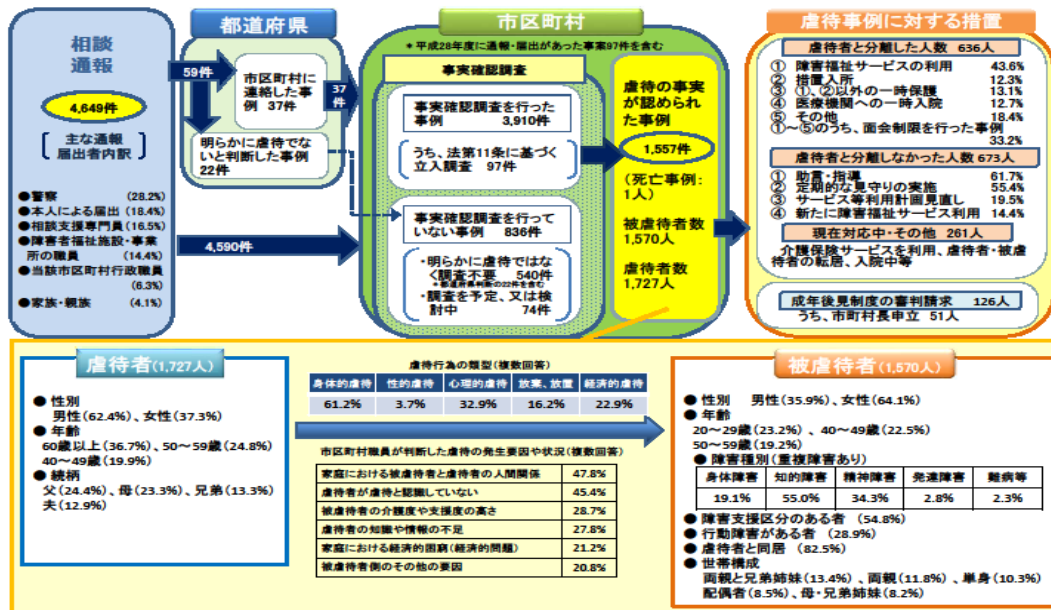 相談
通報
4,649件
主な通報
届出者内訳
●警察 (28.2%)
●本人による届出 (18.4%)
●相談支援専門員 (16.5%)
●障害者福祉施設・事業
所の職員 (14.4%)
●当該市区町村行政職員
(6.3%)
●家族・親族 (4.1%)
都道府県
59件
市区町村に
連絡した事
例 37件
明らかに虐待でな
いと判断した事例
22件
37
件
4,590件
市区町村
*平成28年度に通報・届出があった事案97件を含む
事実確認調査
事実確認調査を行った
事例 3,910件
うち、法第11条に基づく
立入調査 97件
事実確認調査を行って
いない事例 836件
・明らかに虐待ではな
く調査不要 540件
*都道府県判断の22件を含む
・調査を予定、又は検
討中 74件
虐待の事実
が認められ
た事例
1,557件
(死亡事例:
1人)
被虐待者数
1,570人
虐待者数
1,727人
虐待事例に対する措置
虐待者と分離した人数 636人
① 障害福祉サービスの利用 43.6%
② 措置入所 12.3%
③ ①、②以外の一時保護 13.1%
④ 医療機関への一時入院 12.7%
⑤ その他 18.4%
①～⑤のうち、面会制限を行った事例
33.2%
虐待者と分離しなかった人数 673人
① 助言・指導 61.7%
② 定期的な見守りの実施 55.4%
③ サービス等利用計画見直し 19.5%
④ 新たに障害福祉サービス利用 14.4%
現在対応中・その他 261人
介護保険サービスを利用、虐待者・被虐
待者の転居、入院中等
成年後見制度の審判請求 126人
うち、市町村長申立 51人
虐待者(1,727人)
● 性別
男性(62.4%)、女性(37.3%)
● 年齢
60歳以上(36.7%)、50～59歳(24.8%)
40～49歳(19.9%)
● 続柄
父(24.4%)、母(23.3%)、兄弟(13.3%)
夫(12.9%)
虐待行為の類型(複数回答)
身体的虐待 性的虐待 心理的虐待 放棄、放置 経済的虐待
61.2% 3.7% 32.9% 16.2% 22.9%
市区町村職員が判断した虐待の発生要因や状況(複数回答)
家庭における被虐待者と虐待者の人間関係 47.8%
虐待者が虐待と認識していない 45.4%
被虐待者の介護度や支援度の高さ 28.7%
虐待者の知識や情報の不足 27.8%
家庭における経済的困窮(経済的問題) 21.2%
被虐待者側のその他の要因 20.8%
被虐待者(1,570人)
● 性別 男性(35.9%)、女性(64.1%)
● 年齢
20～29歳(23.2%) 、40～49歳(22.5%)
50～59歳(19.2%)
● 障害種別(重複障害あり)
身体障害 知的障害 精神障害 発達障害 難病等
19.1% 55.0% 34.3% 2.8% 2.3%
● 障害支援区分のある者 (54.8%)
● 行動障害がある者 (28.9%)
● 虐待者と同居 (82.5%)
● 世帯構成
両親と兄弟姉妹(13.4%)、両親(11.8%)、単身(10.3%)
配偶者(8.5%)、母・兄弟姉妹(8.2%)